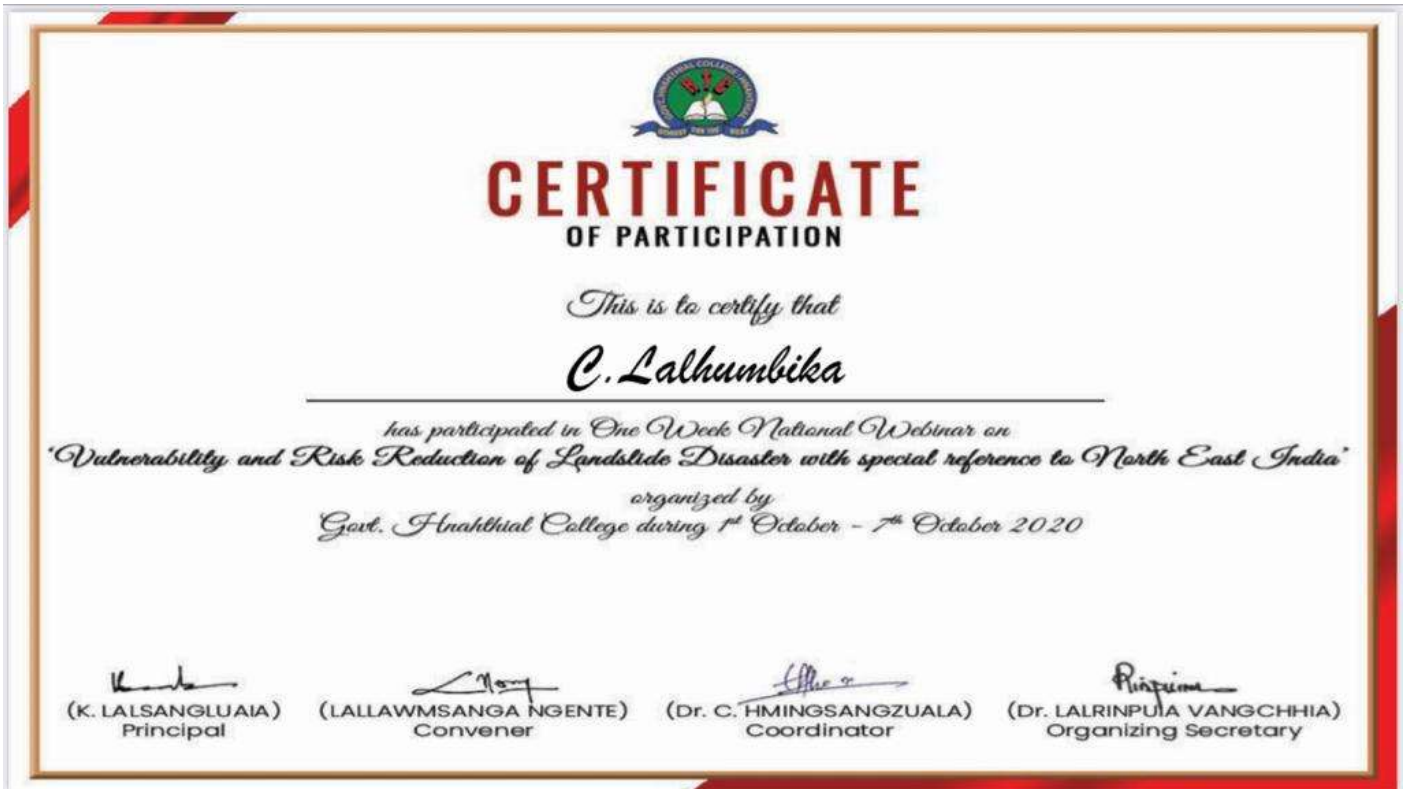 H.T.C
CERTIFICATE
OF PARTICIPATION
This is to certify that
C. Lalhumbika
has participated in One Week National Webinar on
"Vulnerability and Risk Reduction of Landslide Disaster with special reference to North East India"
organized by
Govt. Hnahthial College during 1st October - 7th October 2020
(K. LALSANGLUAIA) (LALLAWMSANGA NGENTE) (Dr. C. HMINGSANGZUALA) (Dr. LALRINPUIA VANGCHHIA)
Principal Convener Coordinator Organizing Secretary